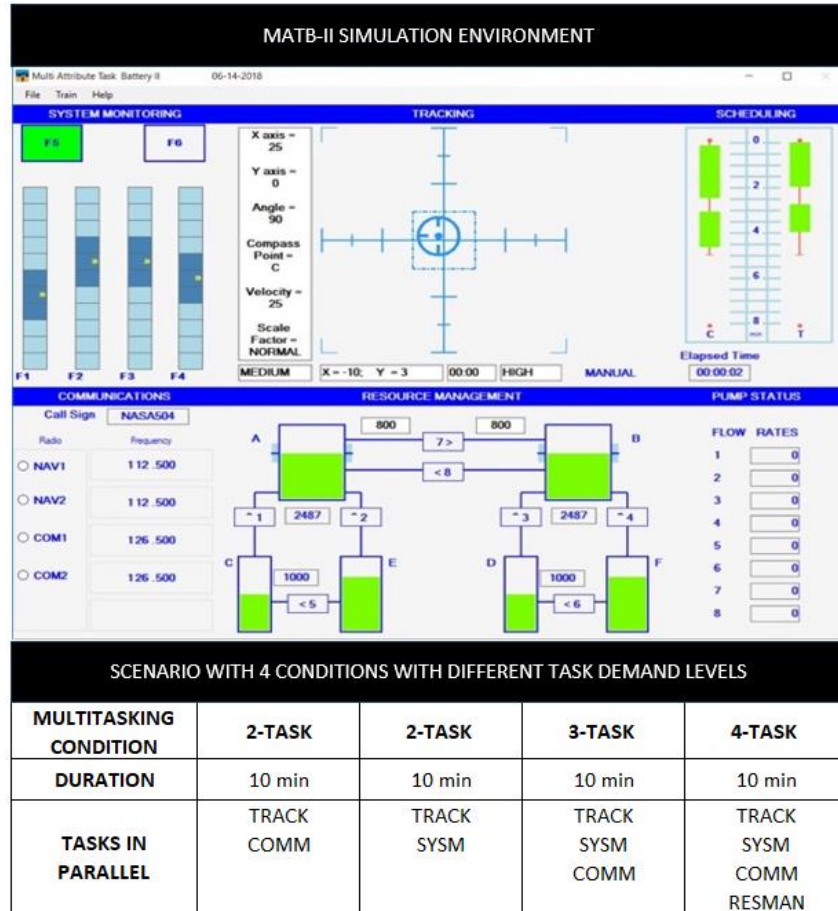 MATB-II SIMULATION ENVIRONMENT
Multi Attribute Task Battery II 06-14-2018
File Train Help
SYSTEM MONITORING
F5 F6
F1 F2 F3 F4
TRACKING
X axis =
25
Y axis =
0
Angle =
90
Compass
Point =
C
Velocity =
25
Scale
Factor =
NORMAL
MEDIUM X = -10; Y = 3 00:00 HIGH MANUAL
SCHEDULING
0
2
4
6
8
C min T
Elapsed Time
00:00:02
COMMUNICATIONS
Call Sign NASA504
Radio Frequency
NAV1 112.500
NAV2 112.500
COM1 126.500
COM2 126.500
RESOURCE MANAGEMENT
800 800
A 7 > B
< 8
^ 1 2487 ^ 2 ^ 3 2487 ^ 4
C 1000 E D 1000 F
< 5 < 6
PUMP STATUS
FLOW RATES
1 0
2 0
3 0
4 0
5 0
6 0
7 0
8 0
SCENARIO WITH 4 CONDITIONS WITH DIFFERENT TASK DEMAND LEVELS
MULTITASKING
CONDITION 2-TASK 2-TASK 3-TASK 4-TASK
DURATION 10 min 10 min 10 min 10 min
TASKS IN
PARALLEL
TRACK
COMM
TRACK
SYSM
TRACK
SYSM
COMM
TRACK
SYSM
COMM
RESMAN